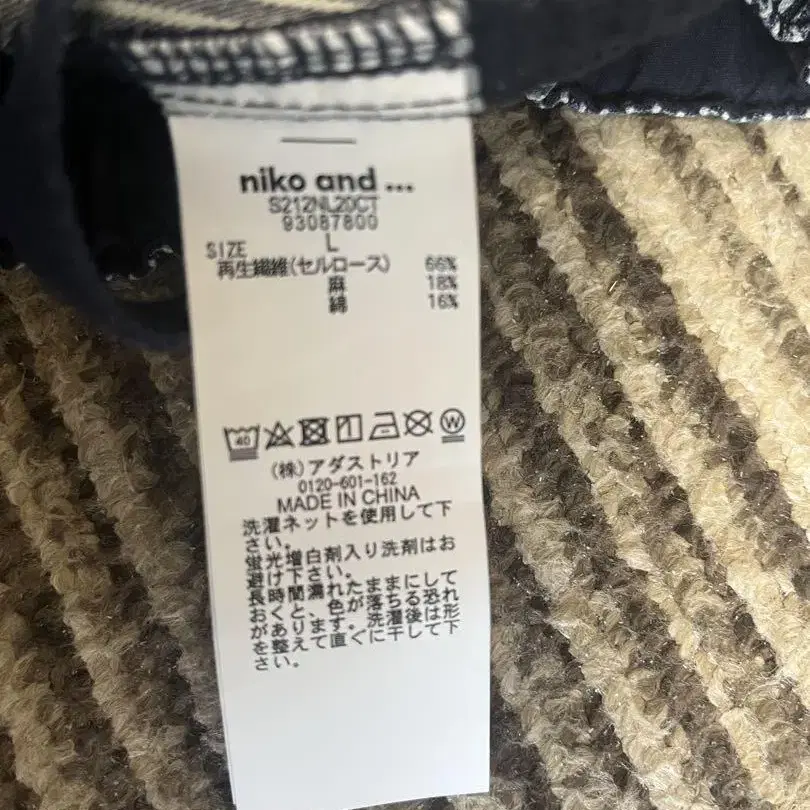 niko and ...
S212NL20CT
93087800
SIZE L
再生繊維(セルロース) 66%
麻 18%
綿 16%
40 W
(株)アダストリア
0120-601-162
MADE IN CHINA
洗濯ネットを使用して下
さい。
蛍光増白剤入り洗剤はお
避け下さい。
長時間濡れたままにして
おくと、色が落ちる恐れ
があります。洗濯後は形
を整えて直ぐに干して下
さい。